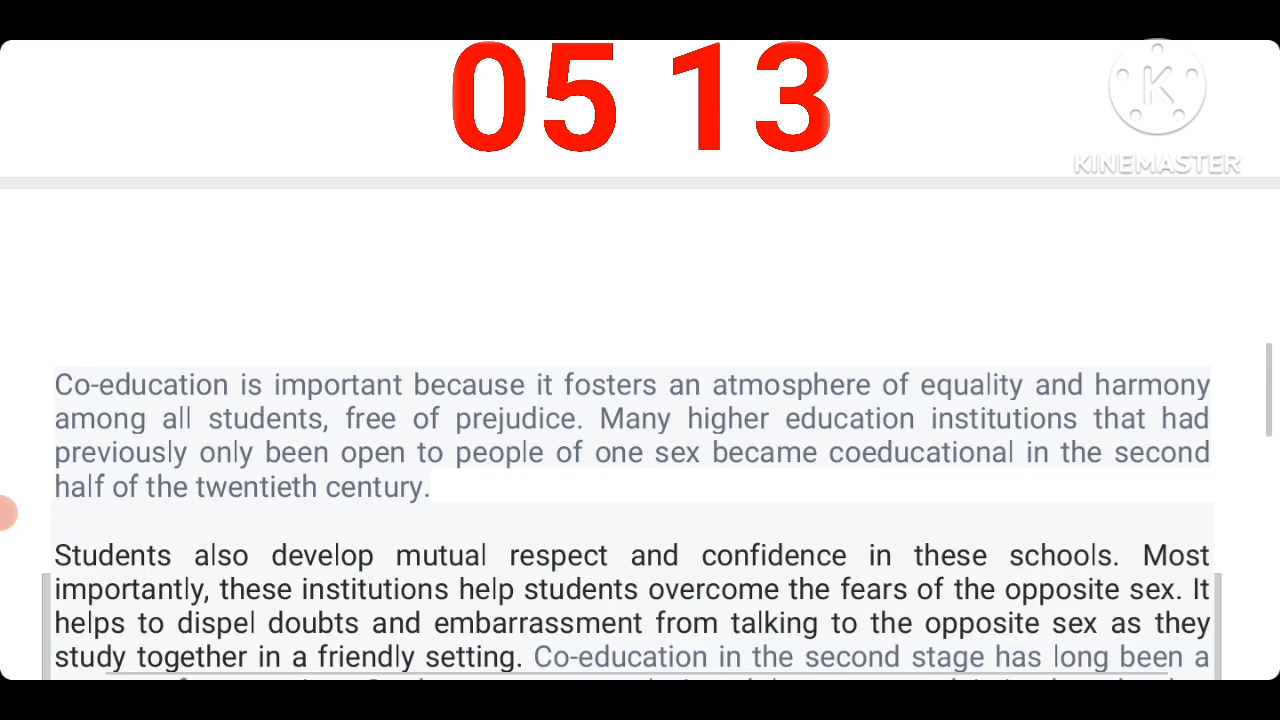 05 13
K
KINEMASTER
Co-education is important because it fosters an atmosphere of equality and harmony
among all students, free of prejudice. Many higher education institutions that had
previously only been open to people of one sex became coeducational in the second
half of the twentieth century.
Students also develop mutual respect and confidence in these schools. Most
importantly, these institutions help students overcome the fears of the opposite sex. It
helps to dispel doubts and embarrassment from talking to the opposite sex as they
study together in a friendly setting. Co-education in the second stage has long been a